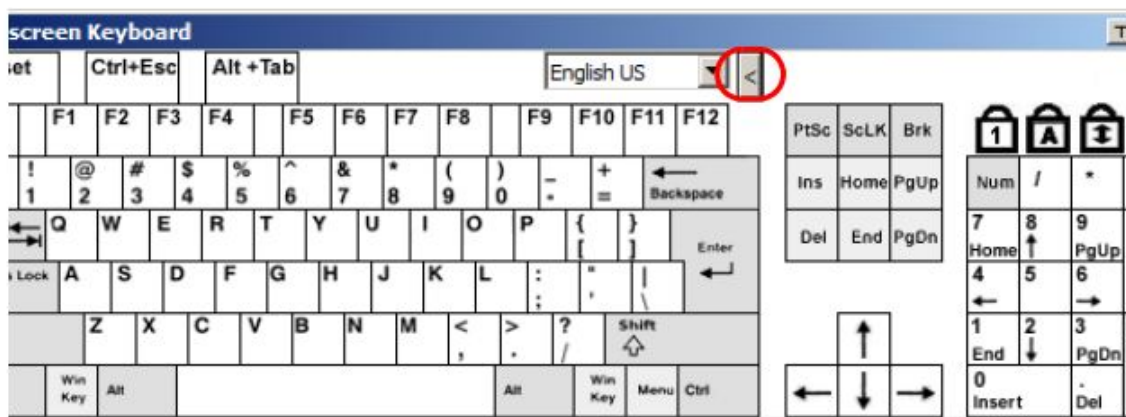 screen Keyboard
et Ctrl+Esc Alt +Tab English US <
F1 F2 F3 F4 F5 F6 F7 F8 F9 F10 F11 F12 PtSc ScLK Brk 1 A
! @ # $ % ^ & * ( ) _ +
1 2 3 4 5 6 7 8 9 0 - = Backspace Ins Home PgUp Num / *
Q W E R T Y U I O P { }
[ ] Enter Del End PgDn 7 8 9
Home PgUp
Lock A S D F G H J K L : " | 4 5 6
; ' \
Z X C V B N M < > ? Shift 1 2 3
, . / End PgDn
Win Key Alt Alt Win Key Menu Ctrl 0 .
Insert Del